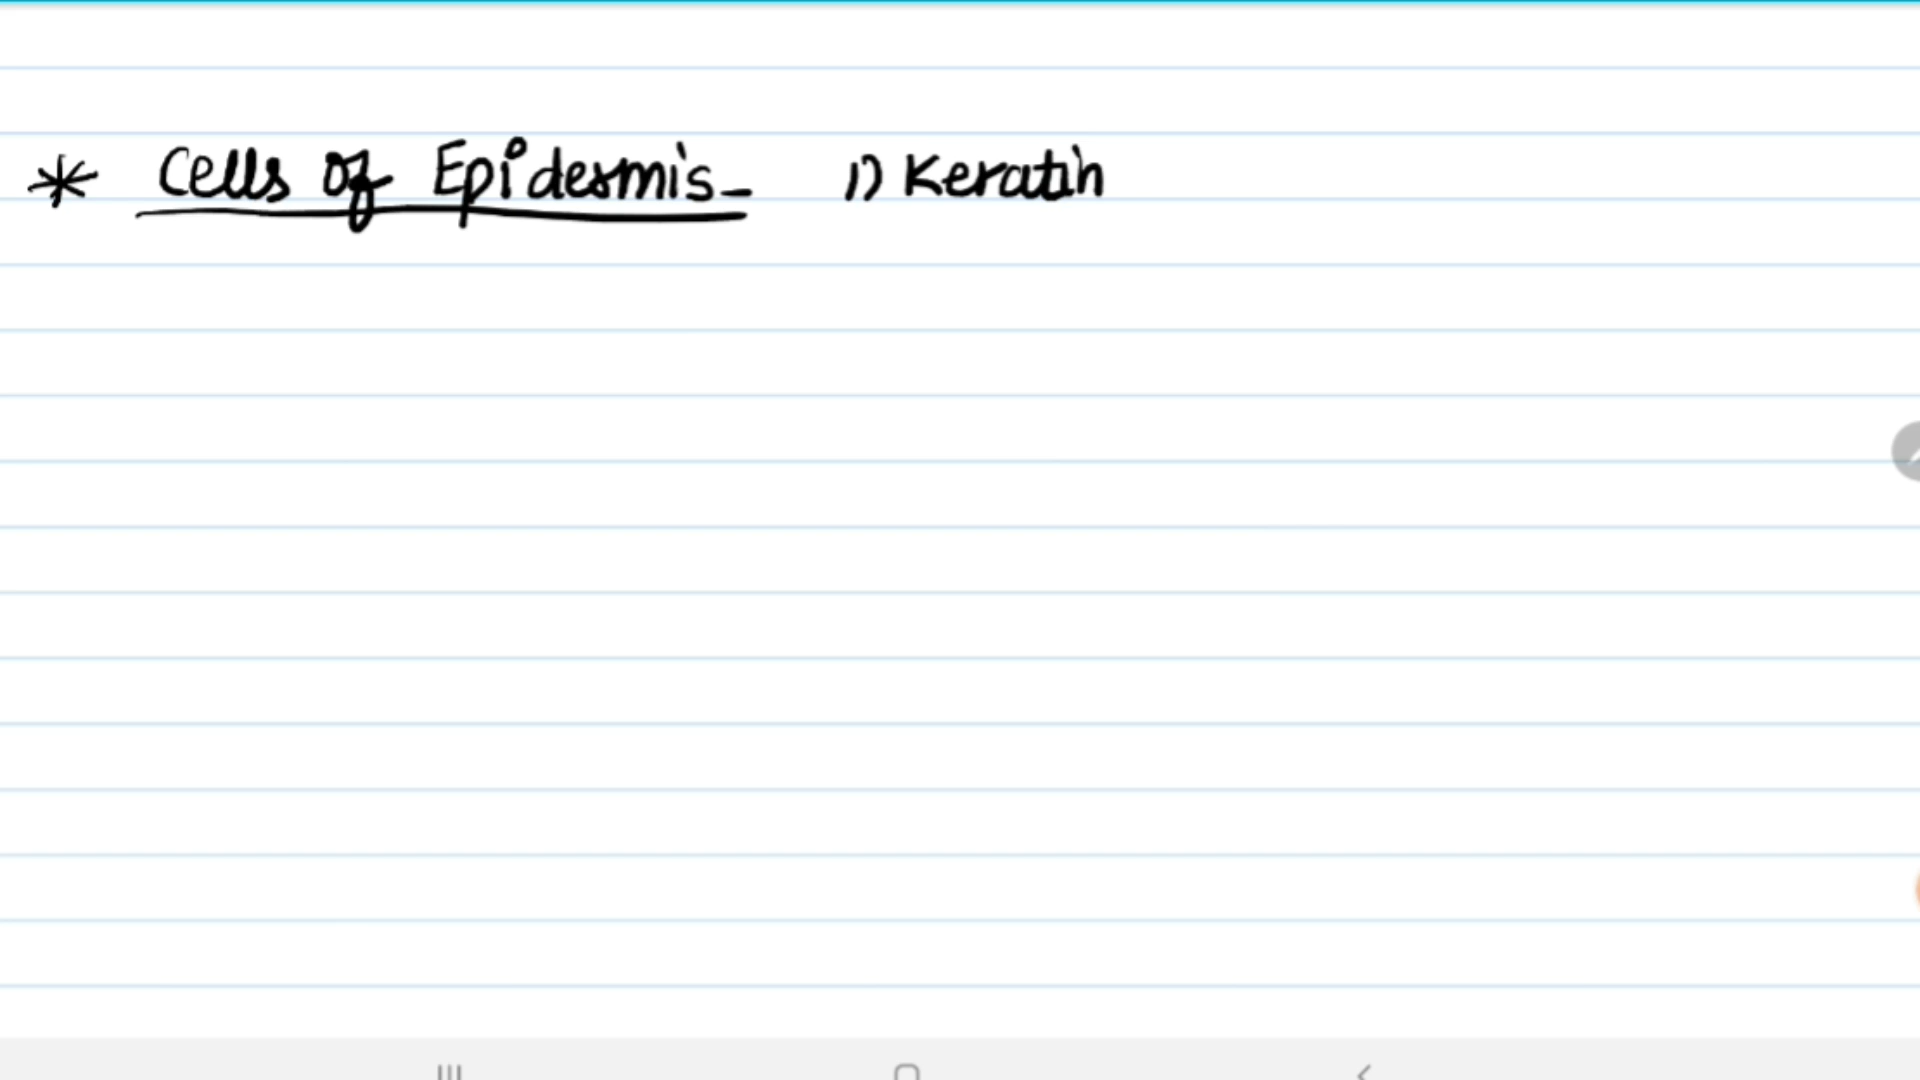 * Cells of Epidermis- 1) Keratin